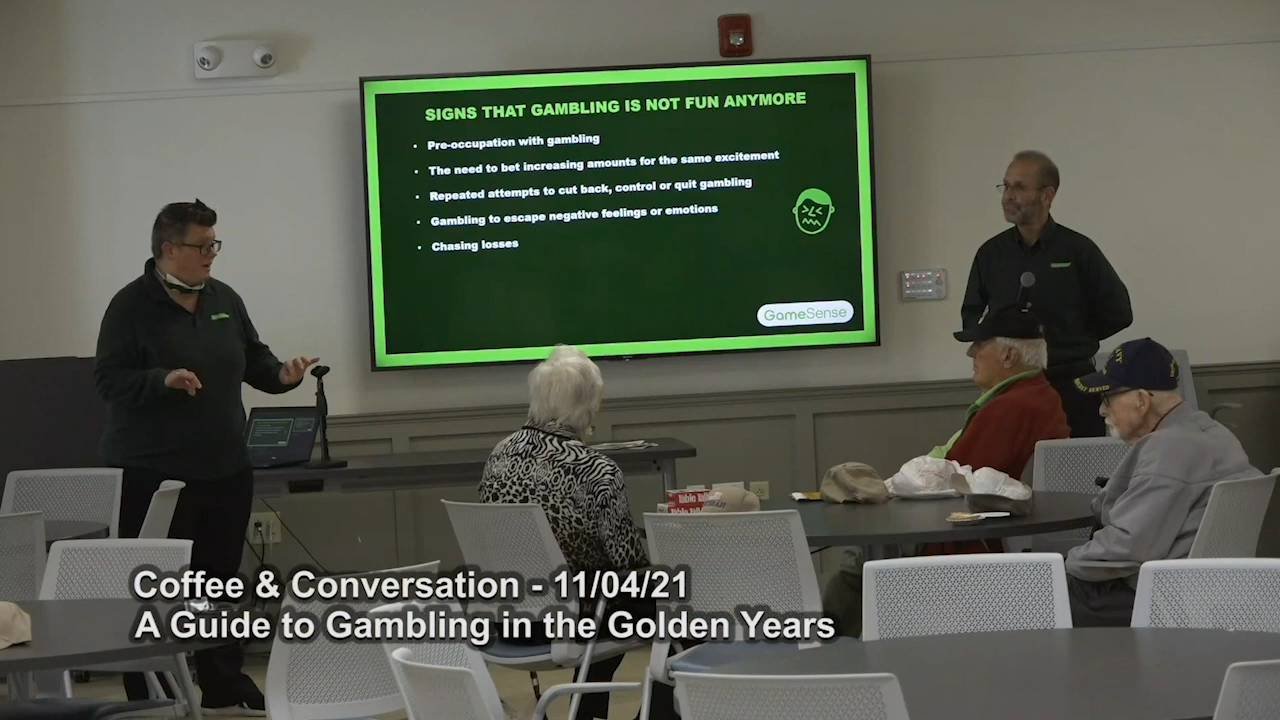 SIGNS THAT GAMBLING IS NOT FUN ANYMORE
• Pre-occupation with gambling
• The need to bet increasing amounts for the same excitement
• Repeated attempts to cut back, control or quit gambling
• Gambling to escape negative feelings or emotions
• Chasing losses
GameSense
Table Talk
Coffee & Conversation - 11/04/21
A Guide to Gambling in the Golden Years